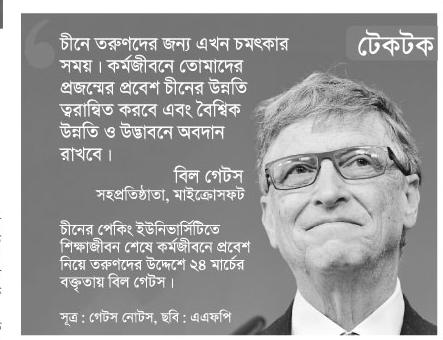 টেকটক
চীনে তরুণদের জন্য এখন চমৎকার
সময়। কর্মজীবনে তোমাদের
প্রজন্মের প্রবেশ চীনের উন্নতি
ত্বরান্বিত করবে এবং বৈশ্বিক
উন্নতি ও উদ্ভাবনে অবদান
রাখবে।
বিল গেটস
সহপ্রতিষ্ঠাতা, মাইক্রোসফট
চীনের পেকিং ইউনিভার্সিটিতে
শিক্ষাজীবন শেষে কর্মজীবনে প্রবেশ
নিয়ে তরুণদের উদ্দেশে ২৪ মার্চের
বক্তৃতায় বিল গেটস।
সূত্র : গেটস নোটস, ছবি : এএফপি